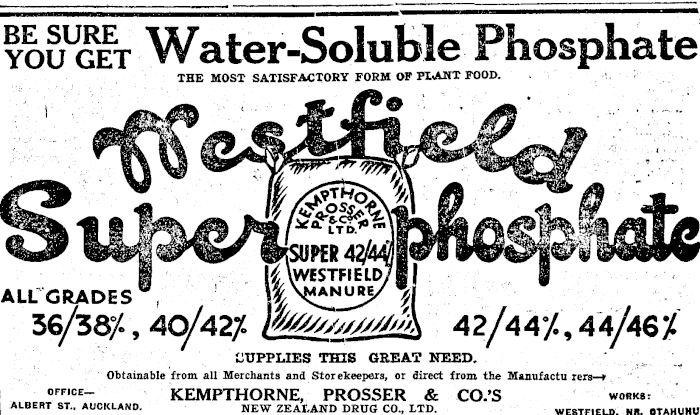 BE SURE
YOU GET
Water-Soluble Phosphate
THE MOST SATISFACTORY FORM OF PLANT FOOD.
Westfield
Superphosphate
KEMPTHORNE
PROSSER
& CO'S
LTD.
SUPER 42/44
WESTFIELD
MANURE
ALL GRADES
36/38%, 40/42%
42/44%, 44/46%
SUPPLIES THIS GREAT NEED.
Obtainable from all Merchants and Storekeepers, or direct from the Manufactu rers—
OFFICE—
ALBERT ST., AUCKLAND.
KEMPTHORNE, PROSSER & CO.'S
NEW ZEALAND DRUG CO., LTD.
WORKS:
WESTFIELD, NR. OTAHUHU